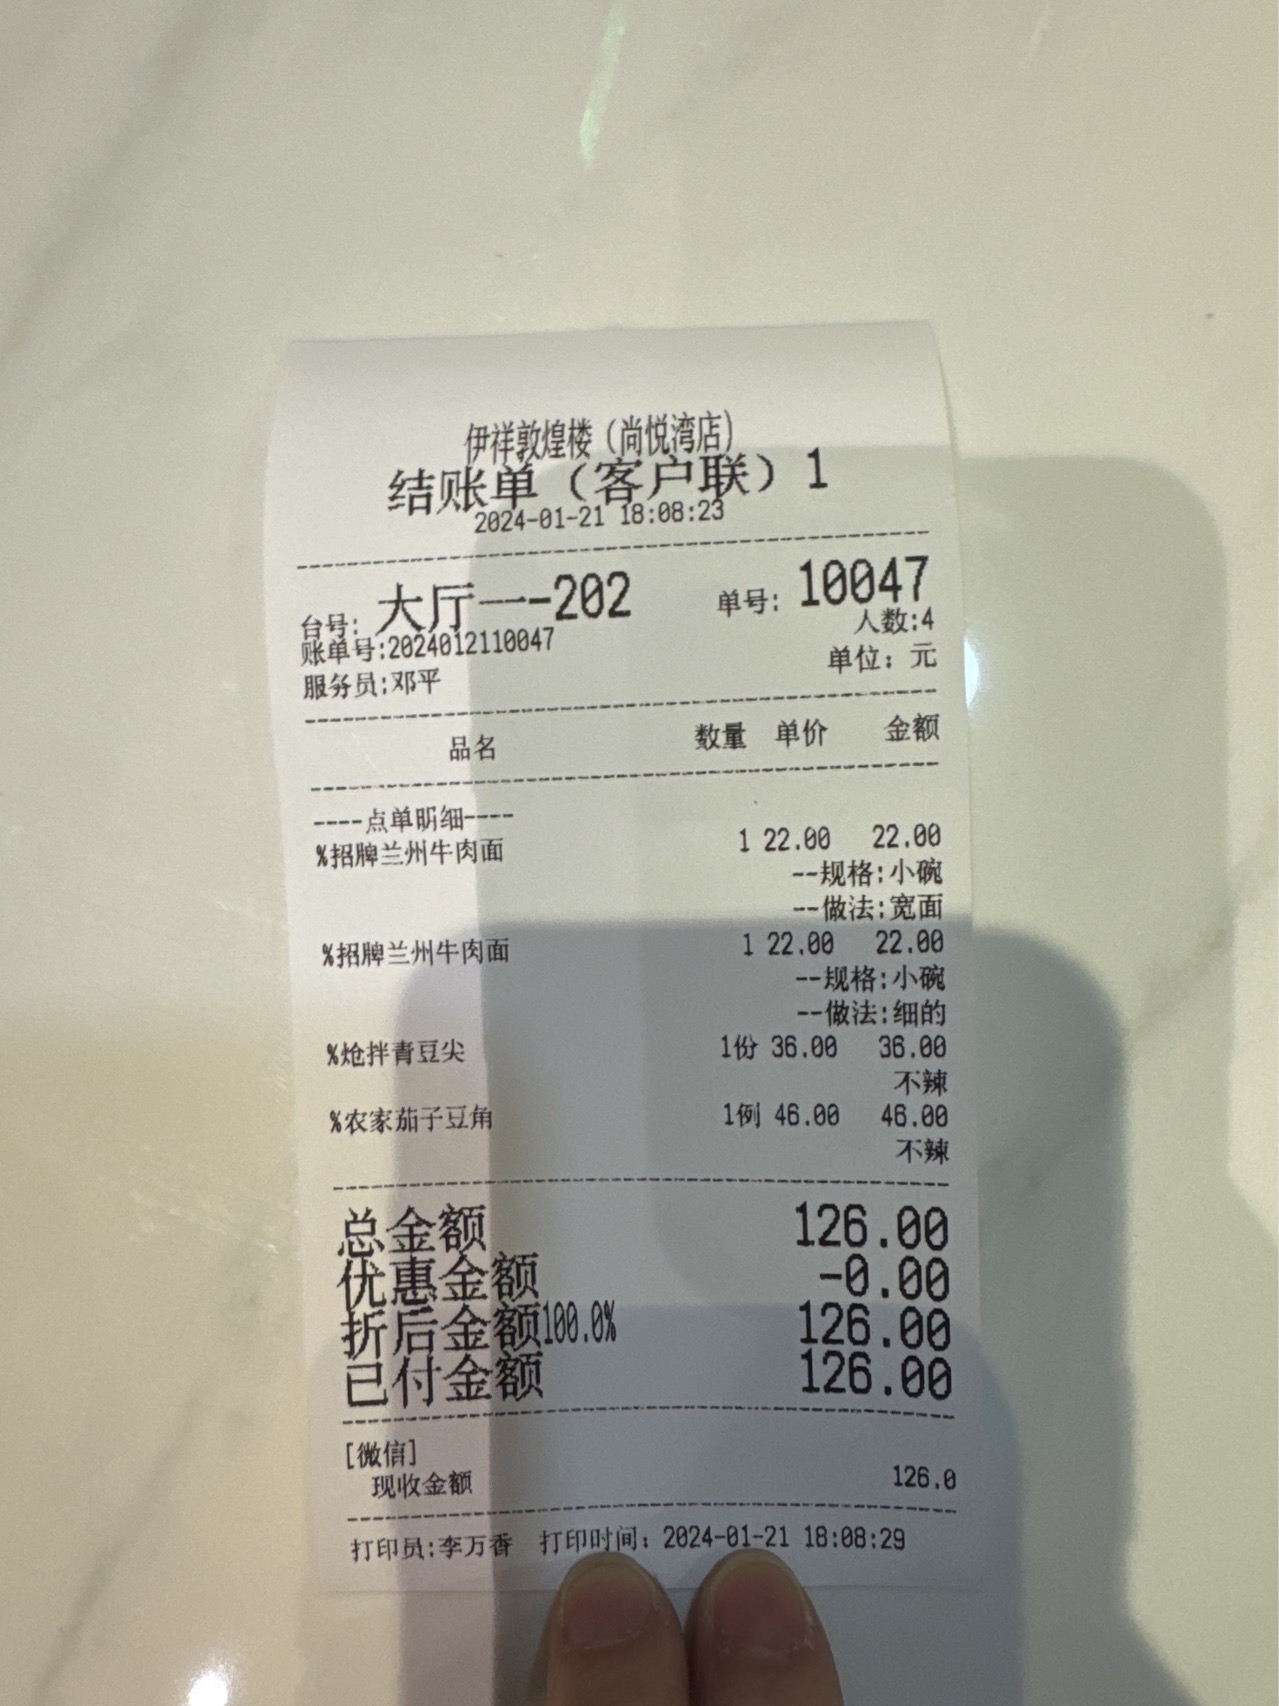 伊祥敦煌楼（尚悦湾店）
结账单（客户联）1
2024-01-21 18:08:23
台号: 大厅一-202 单号: 10047
账单号:2024012110047 人数:4
服务员:邓平 单位: 元
品名 数量 单价 金额
----点单明细----
%招牌兰州牛肉面 1 22.00 22.00
--规格:小碗
--做法:宽面
%招牌兰州牛肉面 1 22.00 22.00
--规格:小碗
--做法:细的
%炝拌青豆尖 1份 36.00 36.00
不辣
%农家茄子豆角 1例 46.00 46.00
不辣
总金额 126.00
优惠金额 -0.00
折后金额100.0% 126.00
已付金额 126.00
[微信]
现收金额 126.0
打印员:李万香 打印时间: 2024-01-21 18:08:29